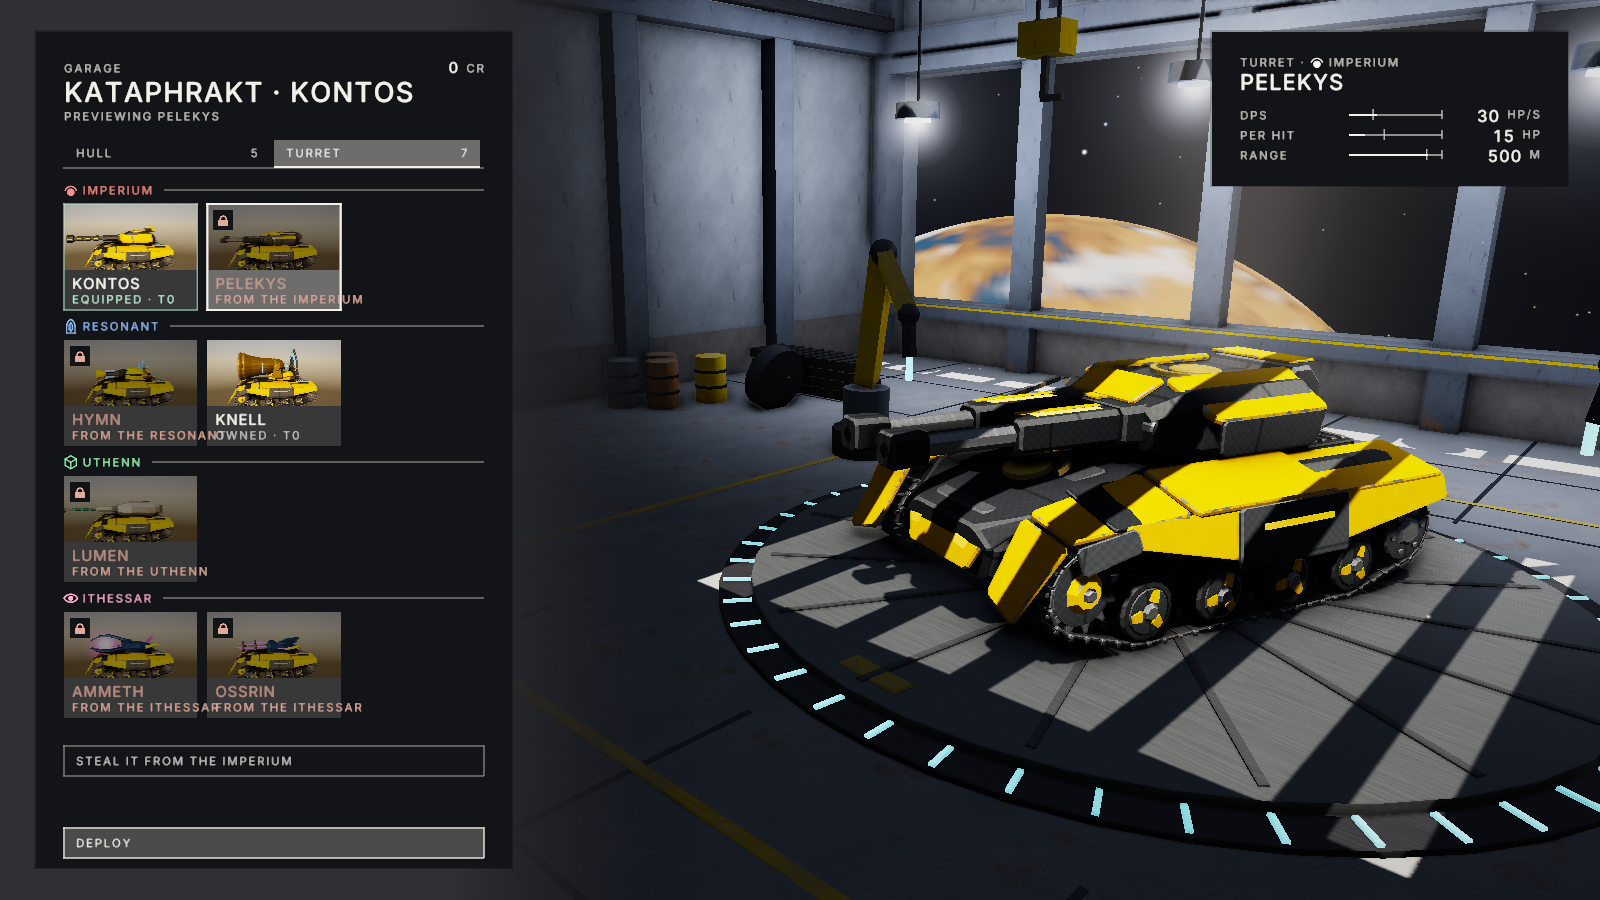 GARAGE
0 CR
KATAPHRAKT · KONTOS
PREVIEWING PELEKYS
HULL 5
TURRET 7
IMPERIUM
KONTOS
EQUIPPED · T0
PELEKYS
FROM THE IMPERIUM
RESONANT
HYMN
FROM THE RESONANT
KNELL
OWNED · T0
UTHENN
LUMEN
FROM THE UTHENN
ITHESSAR
AMMETH
FROM THE ITHESSAR
OSSRIN
FROM THE ITHESSAR
STEAL IT FROM THE IMPERIUM
DEPLOY
TURRET · IMPERIUM
PELEKYS
DPS 30 HP/S
PER HIT 15 HP
RANGE 500 M